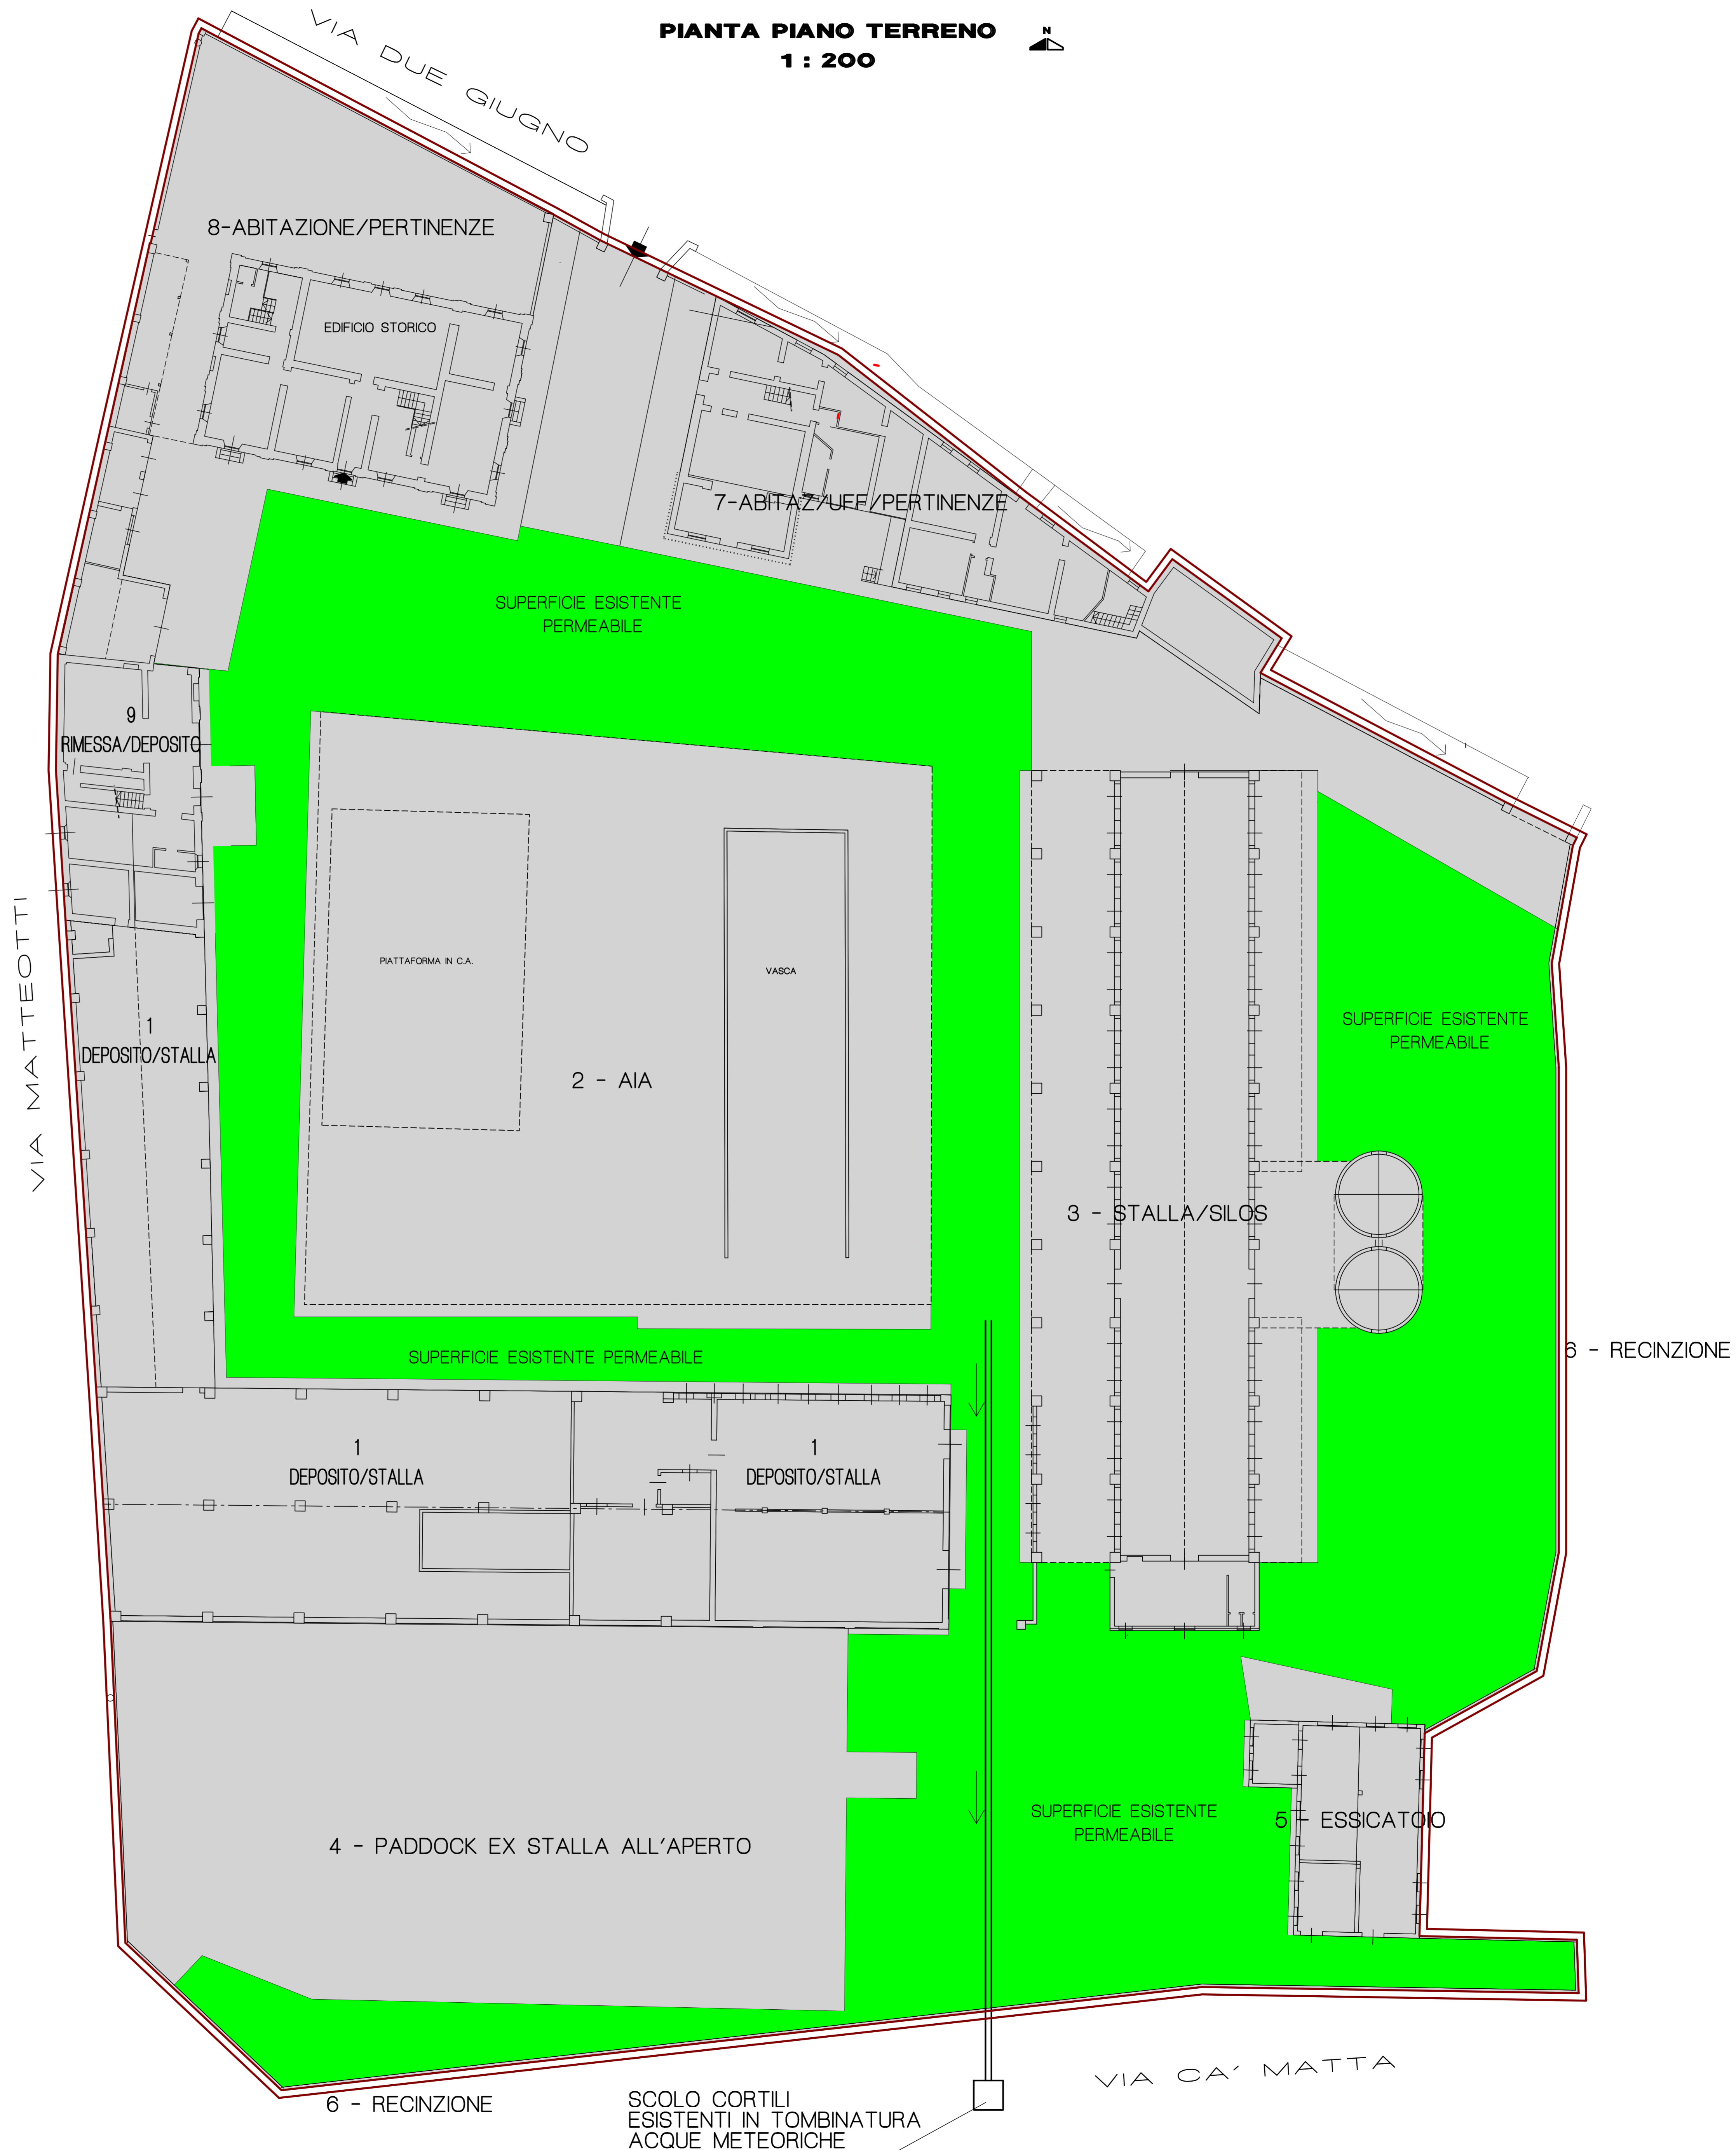 PIANTA PIANO TERRENO
1 : 200
N
VIA DUE GIUGNO
8-ABITAZIONE/PERTINENZE
EDIFICIO STORICO
7-ABITAZ/UFF/PERTINENZE
SUPERFICIE ESISTENTE
PERMEABILE
9
RIMESSA/DEPOSITO
VIA MATTEOTTI
PIATTAFORMA IN C.A.
VASCA
1
DEPOSITO/STALLA
2 - AIA
SUPERFICIE ESISTENTE
PERMEABILE
3 - STALLA/SILOS
6 - RECINZIONE
SUPERFICIE ESISTENTE PERMEABILE
1
DEPOSITO/STALLA
1
DEPOSITO/STALLA
4 - PADDOCK EX STALLA ALL'APERTO
SUPERFICIE ESISTENTE
PERMEABILE
5 - ESSICATOIO
VIA CA' MATTA
6 - RECINZIONE
SCOLO CORTILI
ESISTENTI IN TOMBINATURA
ACQUE METEORICHE